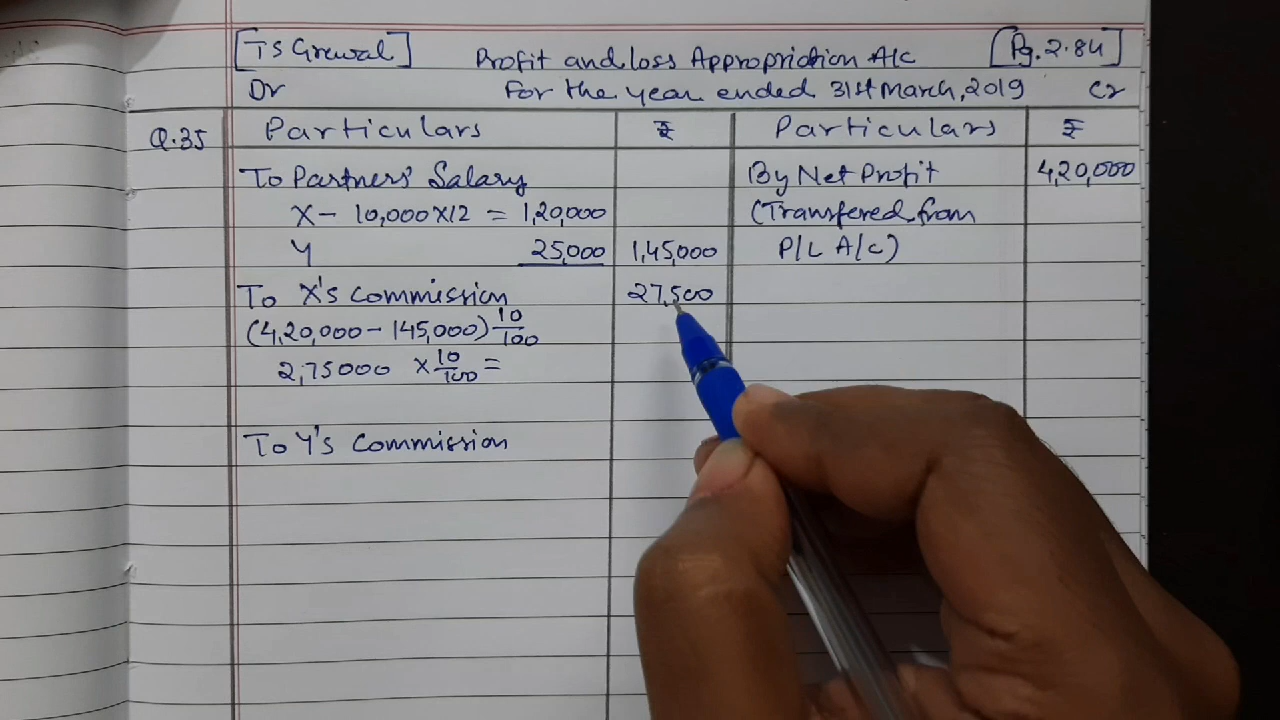 [TS Grewal] Profit and loss Appropriation A/c [Pg. 2.84]
Dr For the year ended 31st March, 2019 Cr
Q.35 Particulars ₹ Particulars ₹
To Partners' Salary By Net Profit 4,20,000
X - 10,000 X 12 = 1,20,000 (Transfered from
Y 25,000 1,45,000 P/L A/c)
To X's Commission 27,500
(4,20,000 - 145,000) 10/100
2,75000 X 10/100 =
To Y's Commission